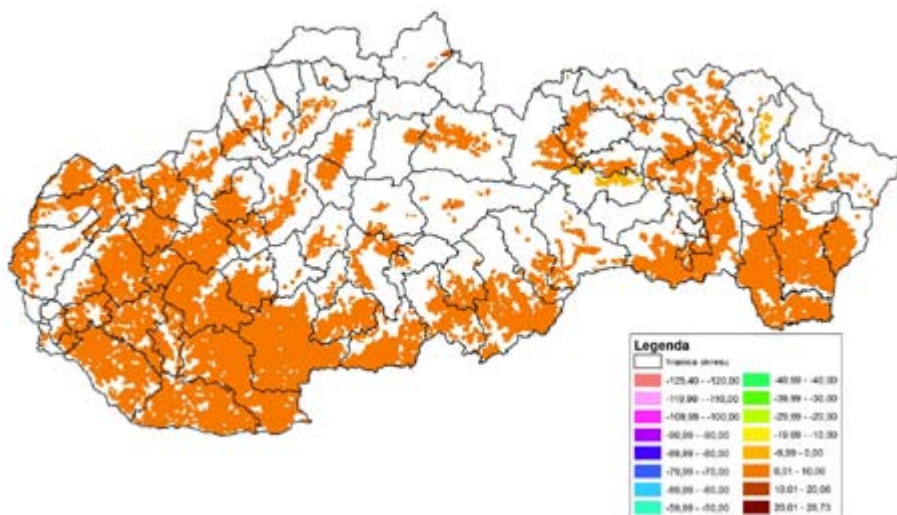 Legenda
hranica okresu
-125,40 - -120,00
-119,99 - -110,00
-109,99 - -100,00
-99,99 - -90,00
-89,99 - -80,00
-79,99 - -70,00
-69,99 - -60,00
-59,99 - -50,00
-49,99 - -40,00
-39,99 - -30,00
-29,99 - -20,00
-19,99 - -10,00
-9,99 - 0,00
0,01 - 10,00
10,01 - 20,00
20,01 - 28,73